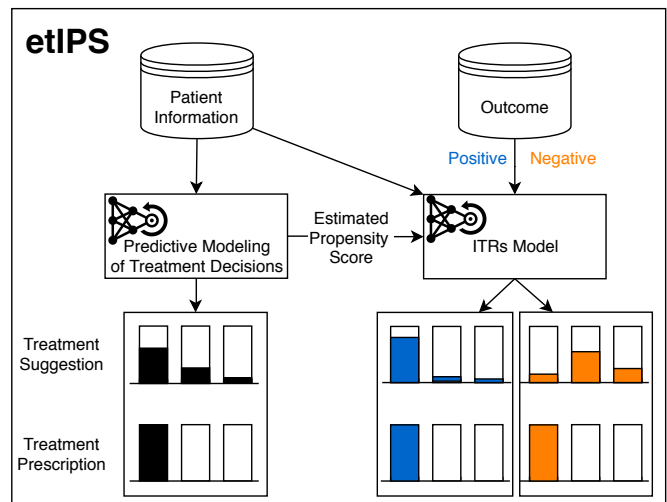 etIPS
Patient
Information
Outcome
Positive
Negative
Predictive Modeling
of Treatment Decisions
Estimated
Propensity
Score
ITRs Model
Treatment
Suggestion
Treatment
Prescription